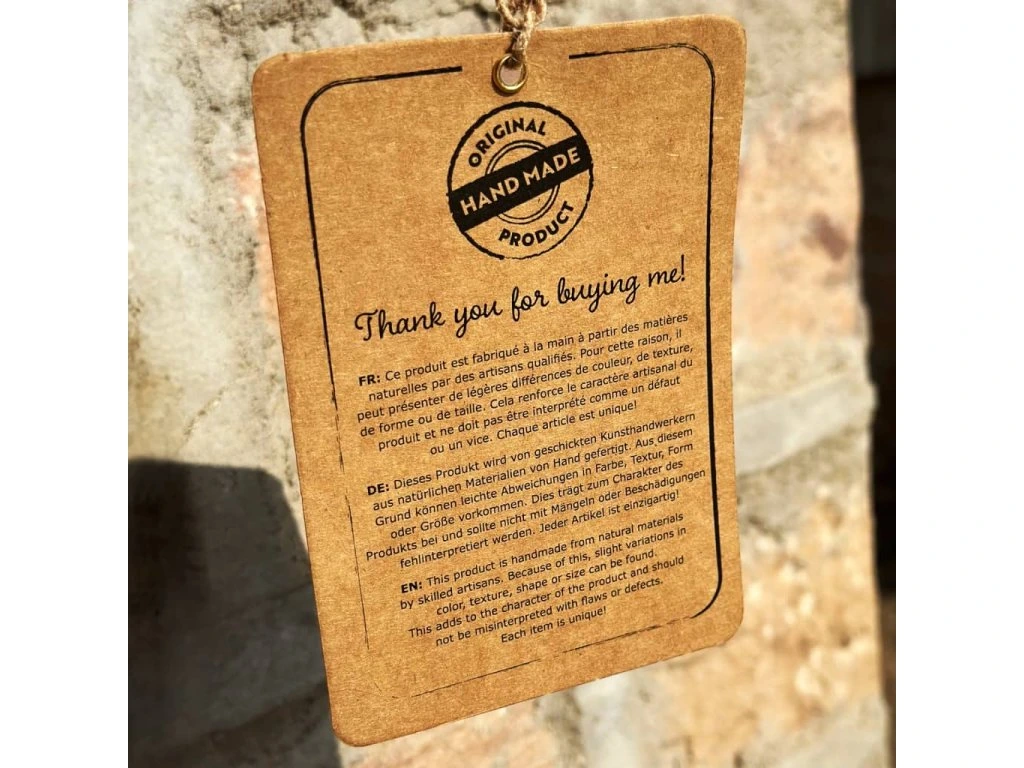 ORIGINAL
HAND MADE
PRODUCT
Thank you for buying me!
FR: Ce produit est fabriqué à la main à partir des matières
naturelles par des artisans qualifiés. Pour cette raison, il
peut présenter de légères différences de couleur, de texture,
de forme ou de taille. Cela renforce le caractère artisanal du
produit et ne doit pas être interprété comme un défaut
ou un vice. Chaque article est unique!
DE: Dieses Produkt wird von geschickten Kunsthandwerkern
aus natürlichen Materialien von Hand gefertigt. Aus diesem
Grund können leichte Abweichungen in Farbe, Textur, Form
oder Größe vorkommen. Dies trägt zum Charakter des
Produkts bei und sollte nicht mit Mängeln oder Beschädigungen
fehlinterpretiert werden. Jeder Artikel ist einzigartig!
EN: This product is handmade from natural materials
by skilled artisans. Because of this, slight variations in
color, texture, shape or size can be found.
This adds to the character of the product and should
not be misinterpreted with flaws or defects.
Each item is unique!